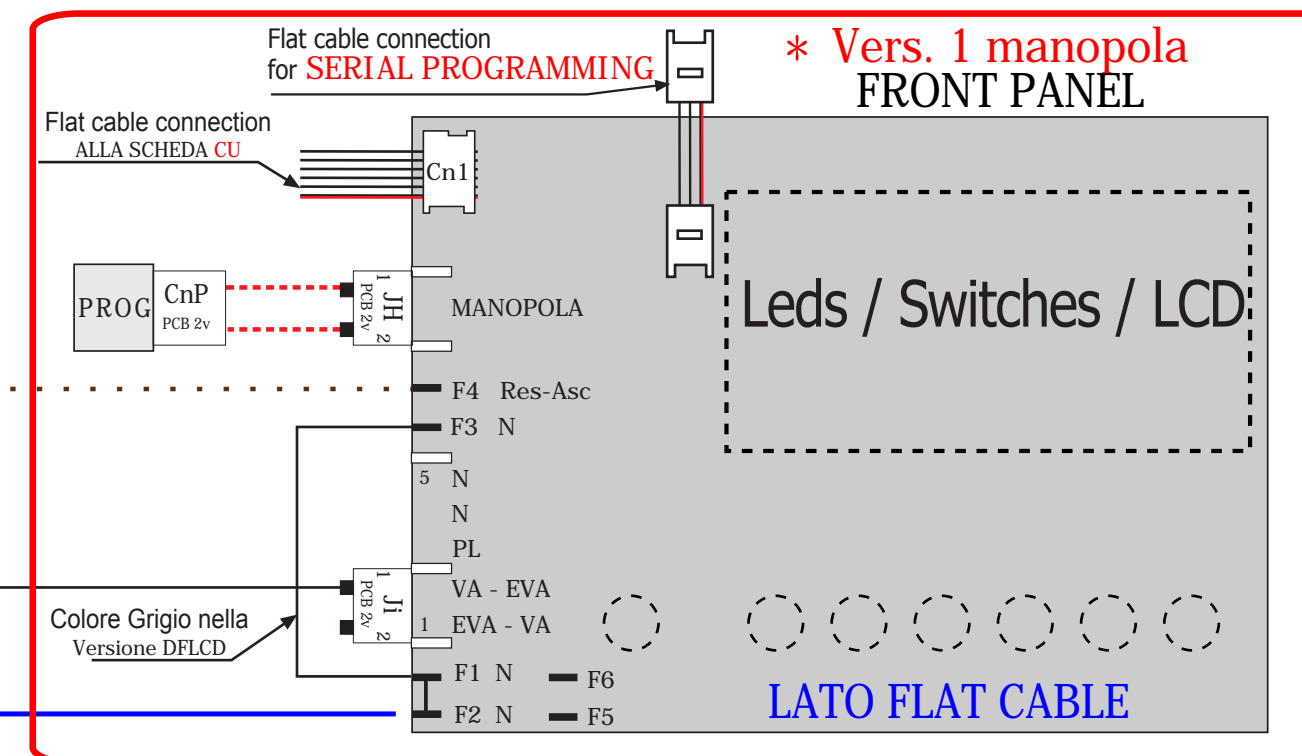 Flat cable connection
for SERIAL PROGRAMMING
* Vers. 1 manopola
FRONT PANEL
Flat cable connection
ALLA SCHEDA CU
Cn1
Leds / Switches / LCD
PROG
CnP
PCB 2v
1
JH
PCB 2v
2
MANOPOLA
F4 Res-Asc
F3 N
5 N
N
PL
1
Ji
PCB 2v
2
VA - EVA
1 EVA - VA
Colore Grigio nella
Versione DFLCD
F1 N
F6
F2 N
F5
LATO FLAT CABLE